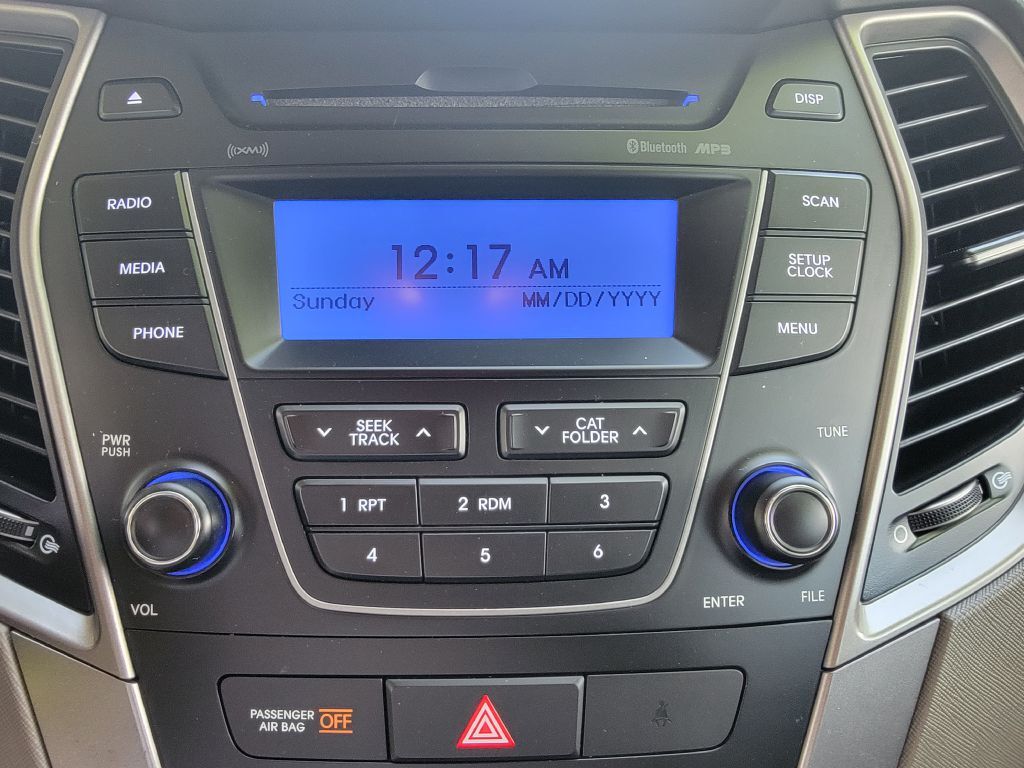 DISP
((XM))
Bluetooth MP3
RADIO
SCAN
12:17 AM
MEDIA
SETUP
CLOCK
Sunday MM/DD/YYYY
PHONE
MENU
SEEK
TRACK
CAT
FOLDER
PWR
PUSH
TUNE
1 RPT
2 RDM
3
4
5
6
VOL
ENTER
FILE
PASSENGER
AIR BAG
OFF